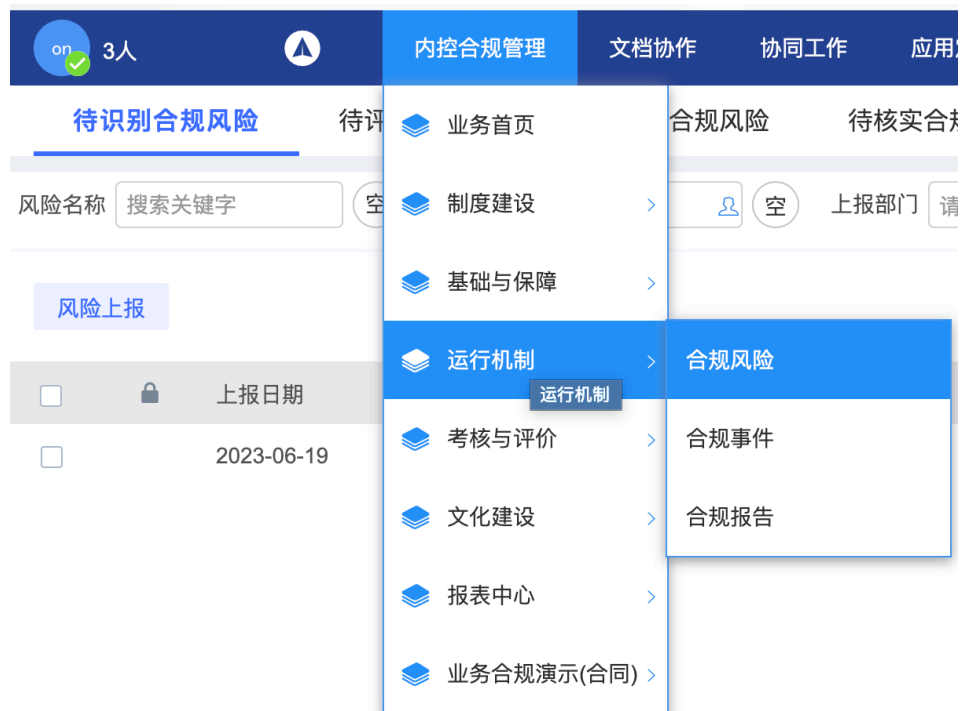 on 3人 内控合规管理 文档协作 协同工作 应用
待识别合规风险 待评 合规风险 待核实合规
业务首页
风险名称 搜索关键字 空 空 上报部门 请
制度建设
基础与保障
风险上报
运行机制 合规风险
运行机制
上报日期
考核与评价 合规事件
2023-06-19
文化建设 合规报告
报表中心
业务合规演示(合同)